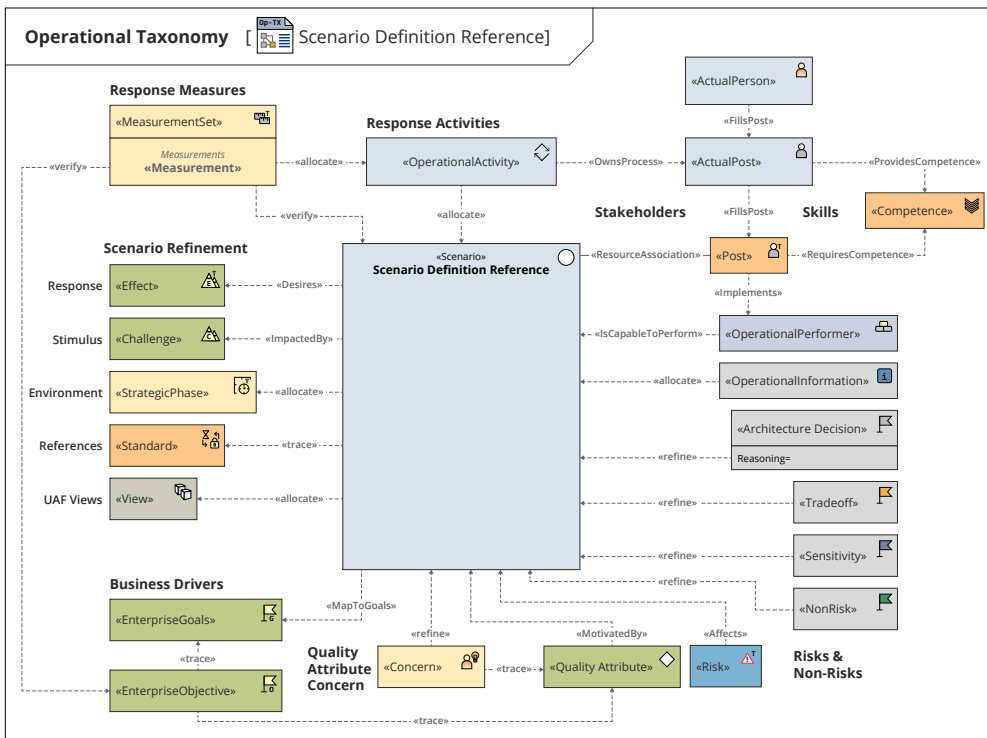 Op-TX
Operational Taxonomy [ Scenario Definition Reference]
Response Measures
«MeasurementSet»
Measurements
«Measurement»
«verify»
«allocate»
«verify»
Response Activities
«OperationalActivity»
«OwnsProcess»
«allocate»
«ActualPerson»
«FillsPost»
«ActualPost»
«ProvidesCompetence»
«FillsPost»
Stakeholders
Skills
«Competence»
«Post»
«ResourceAssociation»
«RequiresCompetence»
«Implements»
«Scenario»
Scenario Definition Reference
Scenario Refinement
Response
«Effect»
«Desires»
Stimulus
«Challenge»
«ImpactedBy»
Environment
«StrategicPhase»
«allocate»
References
«Standard»
«trace»
UAF Views
«View»
«allocate»
«IsCapableToPerform»
«OperationalPerformer»
«allocate»
«OperationalInformation»
i
«Architecture Decision»
Reasoning=
«refine»
«refine»
«Tradeoff»
«refine»
«Sensitivity»
«refine»
«NonRisk»
Business Drivers
«EnterpriseGoals»
G
«MapToGoals»
«trace»
«EnterpriseObjective»
O
«trace»
Quality
Attribute
Concern
«refine»
«Concern»
«trace»
«MotivatedBy»
«Quality Attribute»
«Affects»
«Risk»
Risks &
Non-Risks